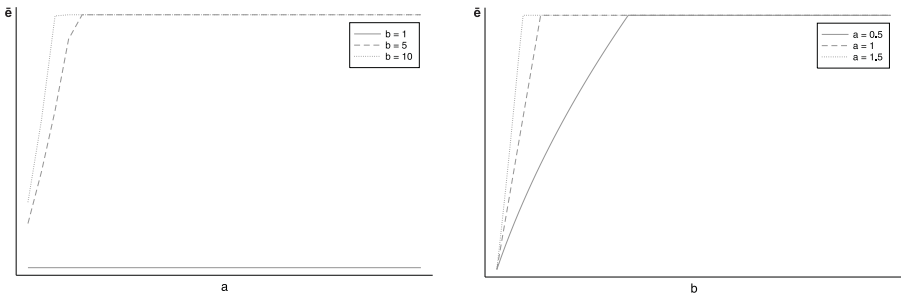 ē
b = 1
b = 5
b = 10
a
ē
a = 0.5
a = 1
a = 1.5
b